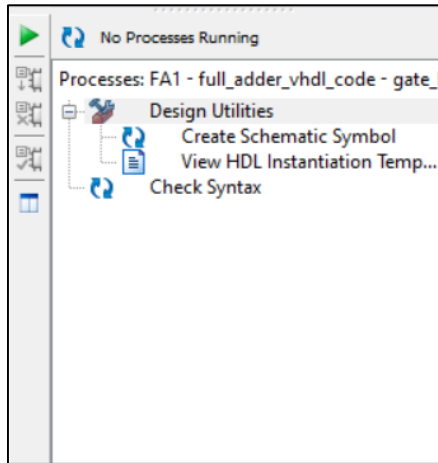 No Processes Running
Processes: FA1 - full_adder_vhdl_code - gate_
Design Utilities
Create Schematic Symbol
View HDL Instantiation Temp...
Check Syntax